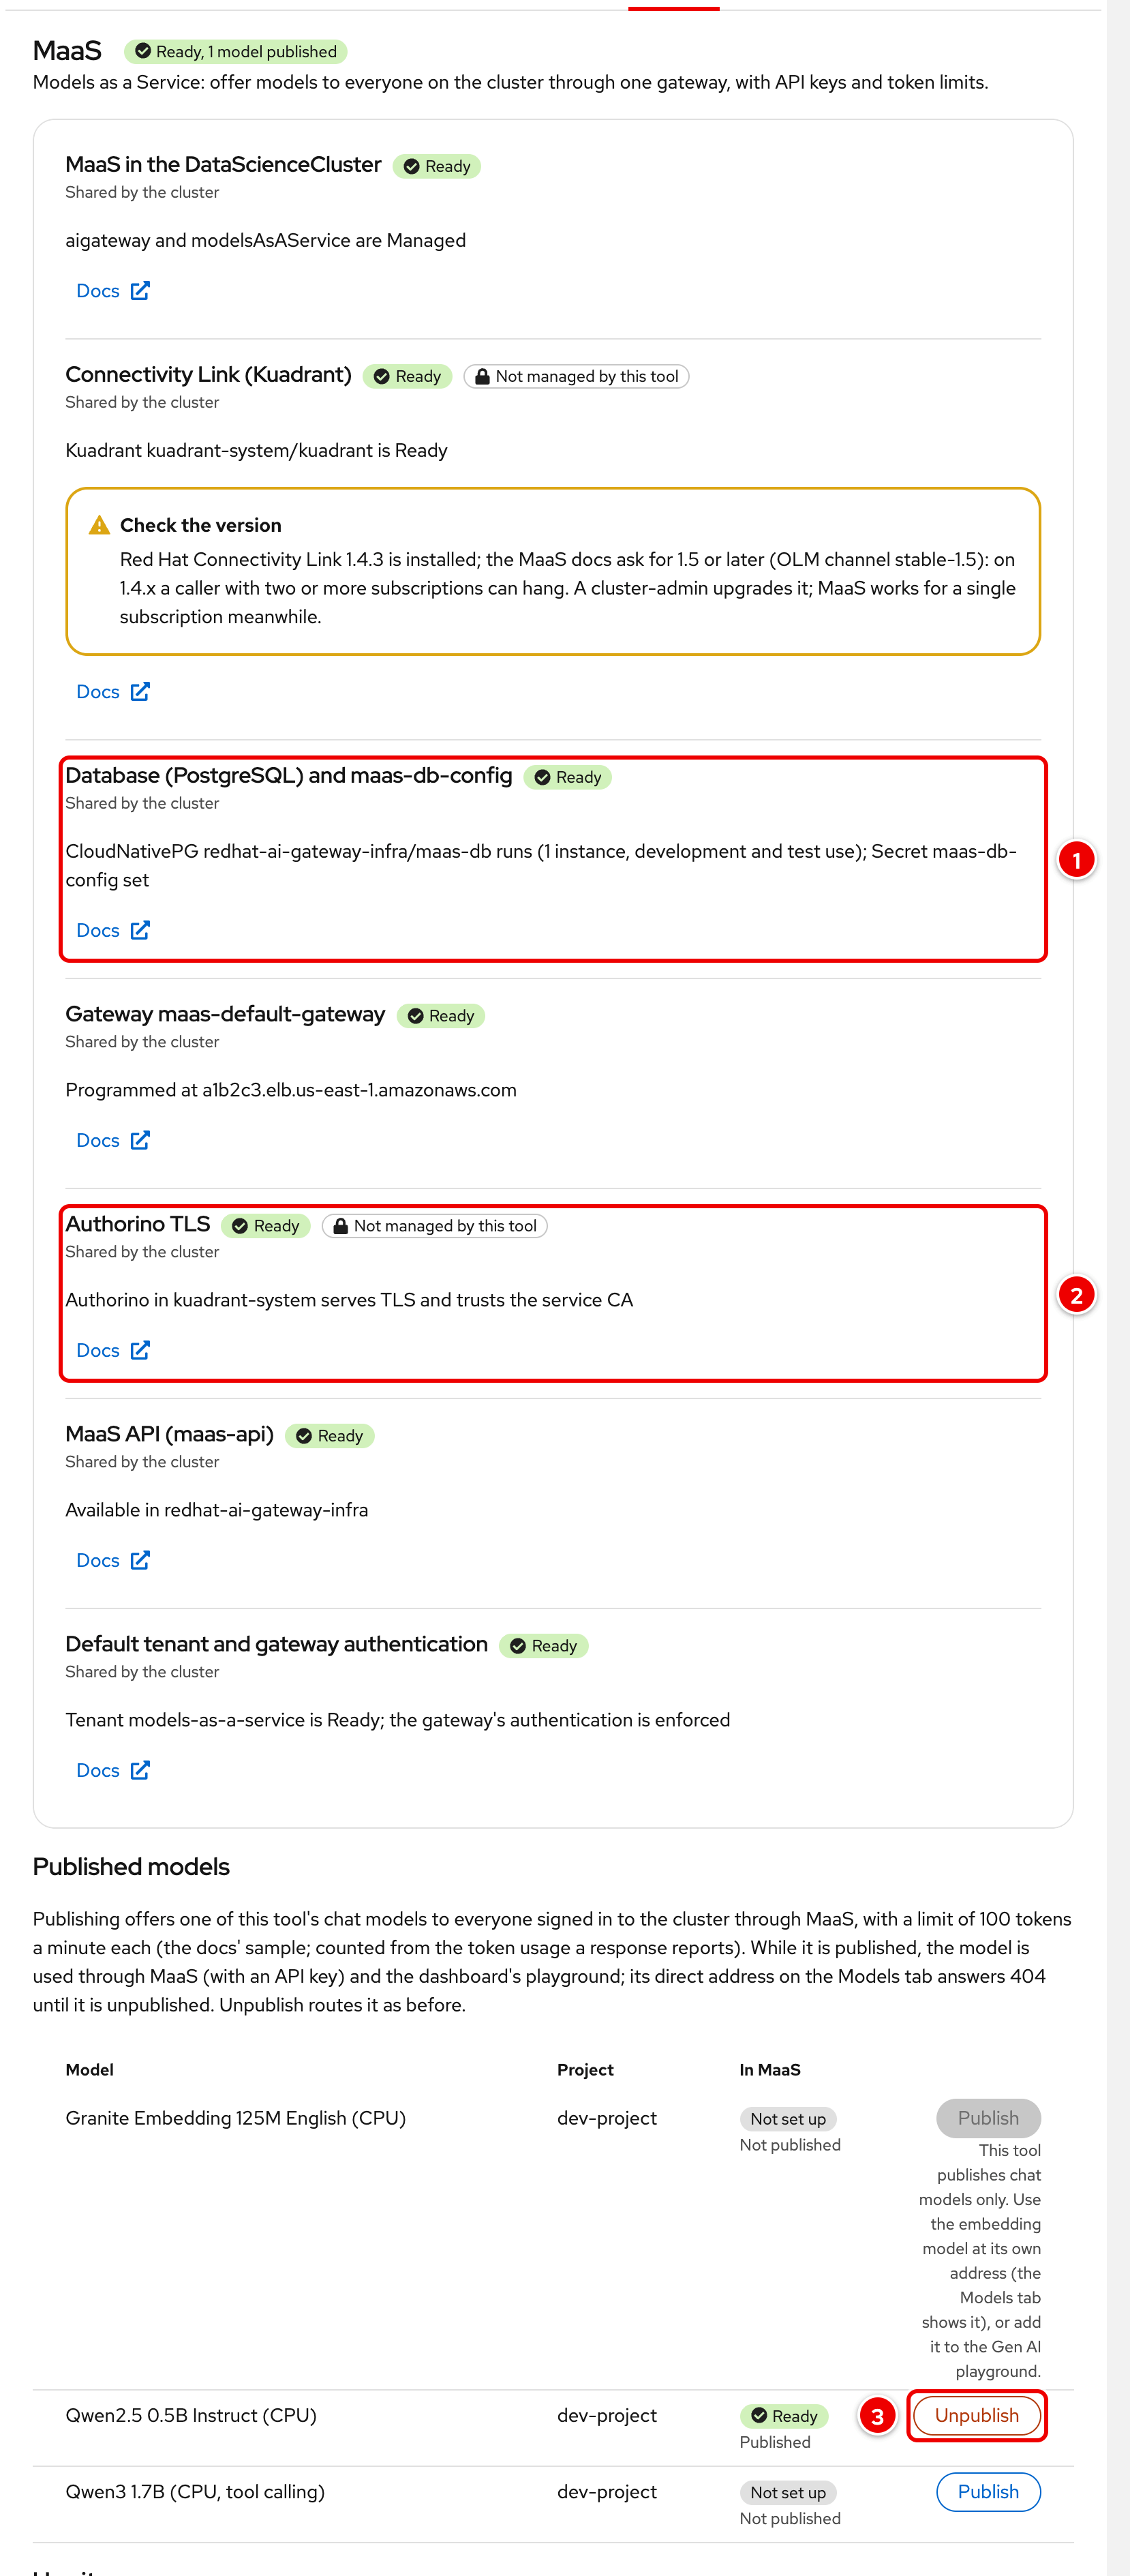 MaaS
Ready, 1 model published
Models as a Service: offer models to everyone on the cluster through one gateway, with API keys and token limits.
MaaS in the DataScienceCluster
Ready
Shared by the cluster
aigateway and modelsAsAService are Managed
Docs
Connectivity Link (Kuadrant)
Ready
Not managed by this tool
Shared by the cluster
Kuadrant kuadrant-system/kuadrant is Ready
Check the version
Red Hat Connectivity Link 1.4.3 is installed; the MaaS docs ask for 1.5 or later (OLM channel stable-1.5): on
1.4.x a caller with two or more subscriptions can hang. A cluster-admin upgrades it; MaaS works for a single
subscription meanwhile.
Docs
Database (PostgreSQL) and maas-db-config
Ready
Shared by the cluster
CloudNativePG redhat-ai-gateway-infra/maas-db runs (1 instance, development and test use); Secret maas-db-
config set
1
Docs
Gateway maas-default-gateway
Ready
Shared by the cluster
Programmed at a1b2c3.elb.us-east-1.amazonaws.com
Docs
Authorino TLS
Ready
Not managed by this tool
Shared by the cluster
Authorino in kuadrant-system serves TLS and trusts the service CA
2
Docs
MaaS API (maas-api)
Ready
Shared by the cluster
Available in redhat-ai-gateway-infra
Docs
Default tenant and gateway authentication
Ready
Shared by the cluster
Tenant models-as-a-service is Ready; the gateway's authentication is enforced
Docs
Published models
Publishing offers one of this tool's chat models to everyone signed in to the cluster through MaaS, with a limit of 100 tokens
a minute each (the docs' sample; counted from the token usage a response reports). While it is published, the model is
used through MaaS (with an API key) and the dashboard's playground; its direct address on the Models tab answers 404
until it is unpublished. Unpublish routes it as before.
Model
Project
In MaaS
Granite Embedding 125M English (CPU)
dev-project
Not set up
Not published
Publish
This tool
publishes chat
models only. Use
the embedding
model at its own
address (the
Models tab
shows it), or add
it to the Gen AI
playground.
Qwen2.5 0.5B Instruct (CPU)
dev-project
Ready
Published
3
Unpublish
Qwen3 1.7B (CPU, tool calling)
dev-project
Not set up
Not published
Publish